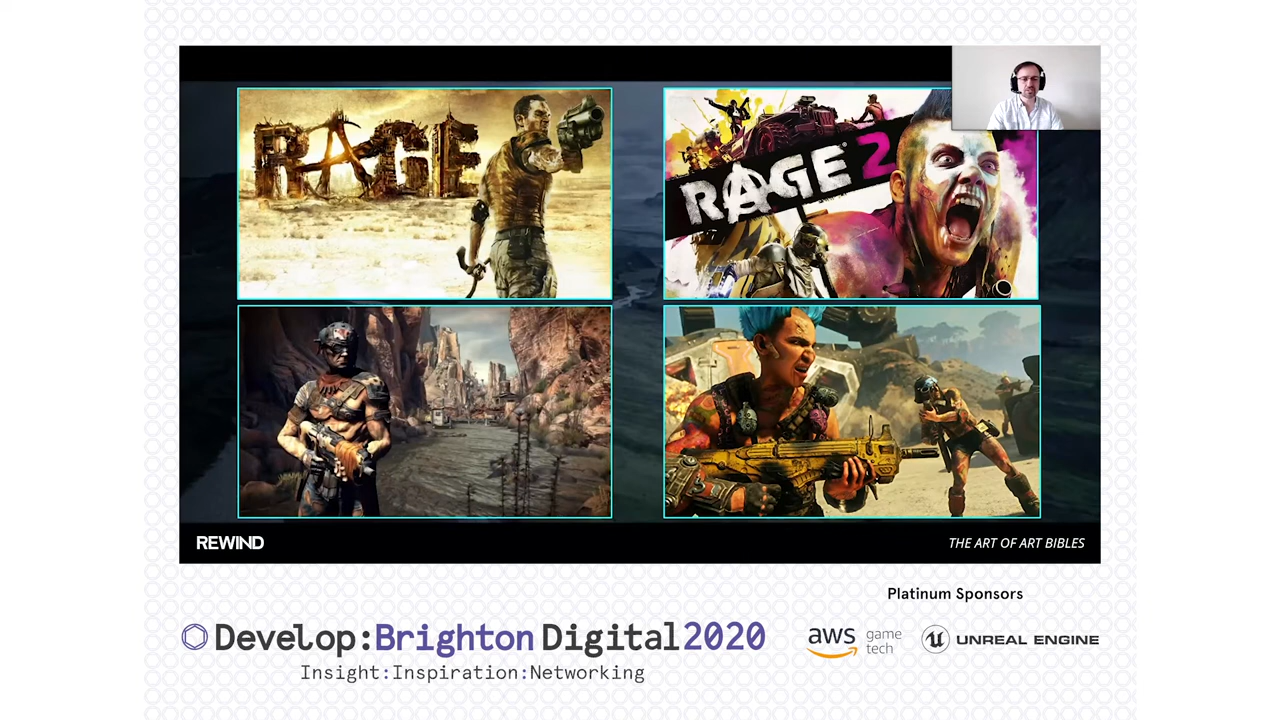 RAGE
RAGE 2
REWIND
THE ART OF ART BIBLES
Platinum Sponsors
Develop:Brighton Digital 2020
Insight:Inspiration:Networking
aws game tech
UNREAL ENGINE